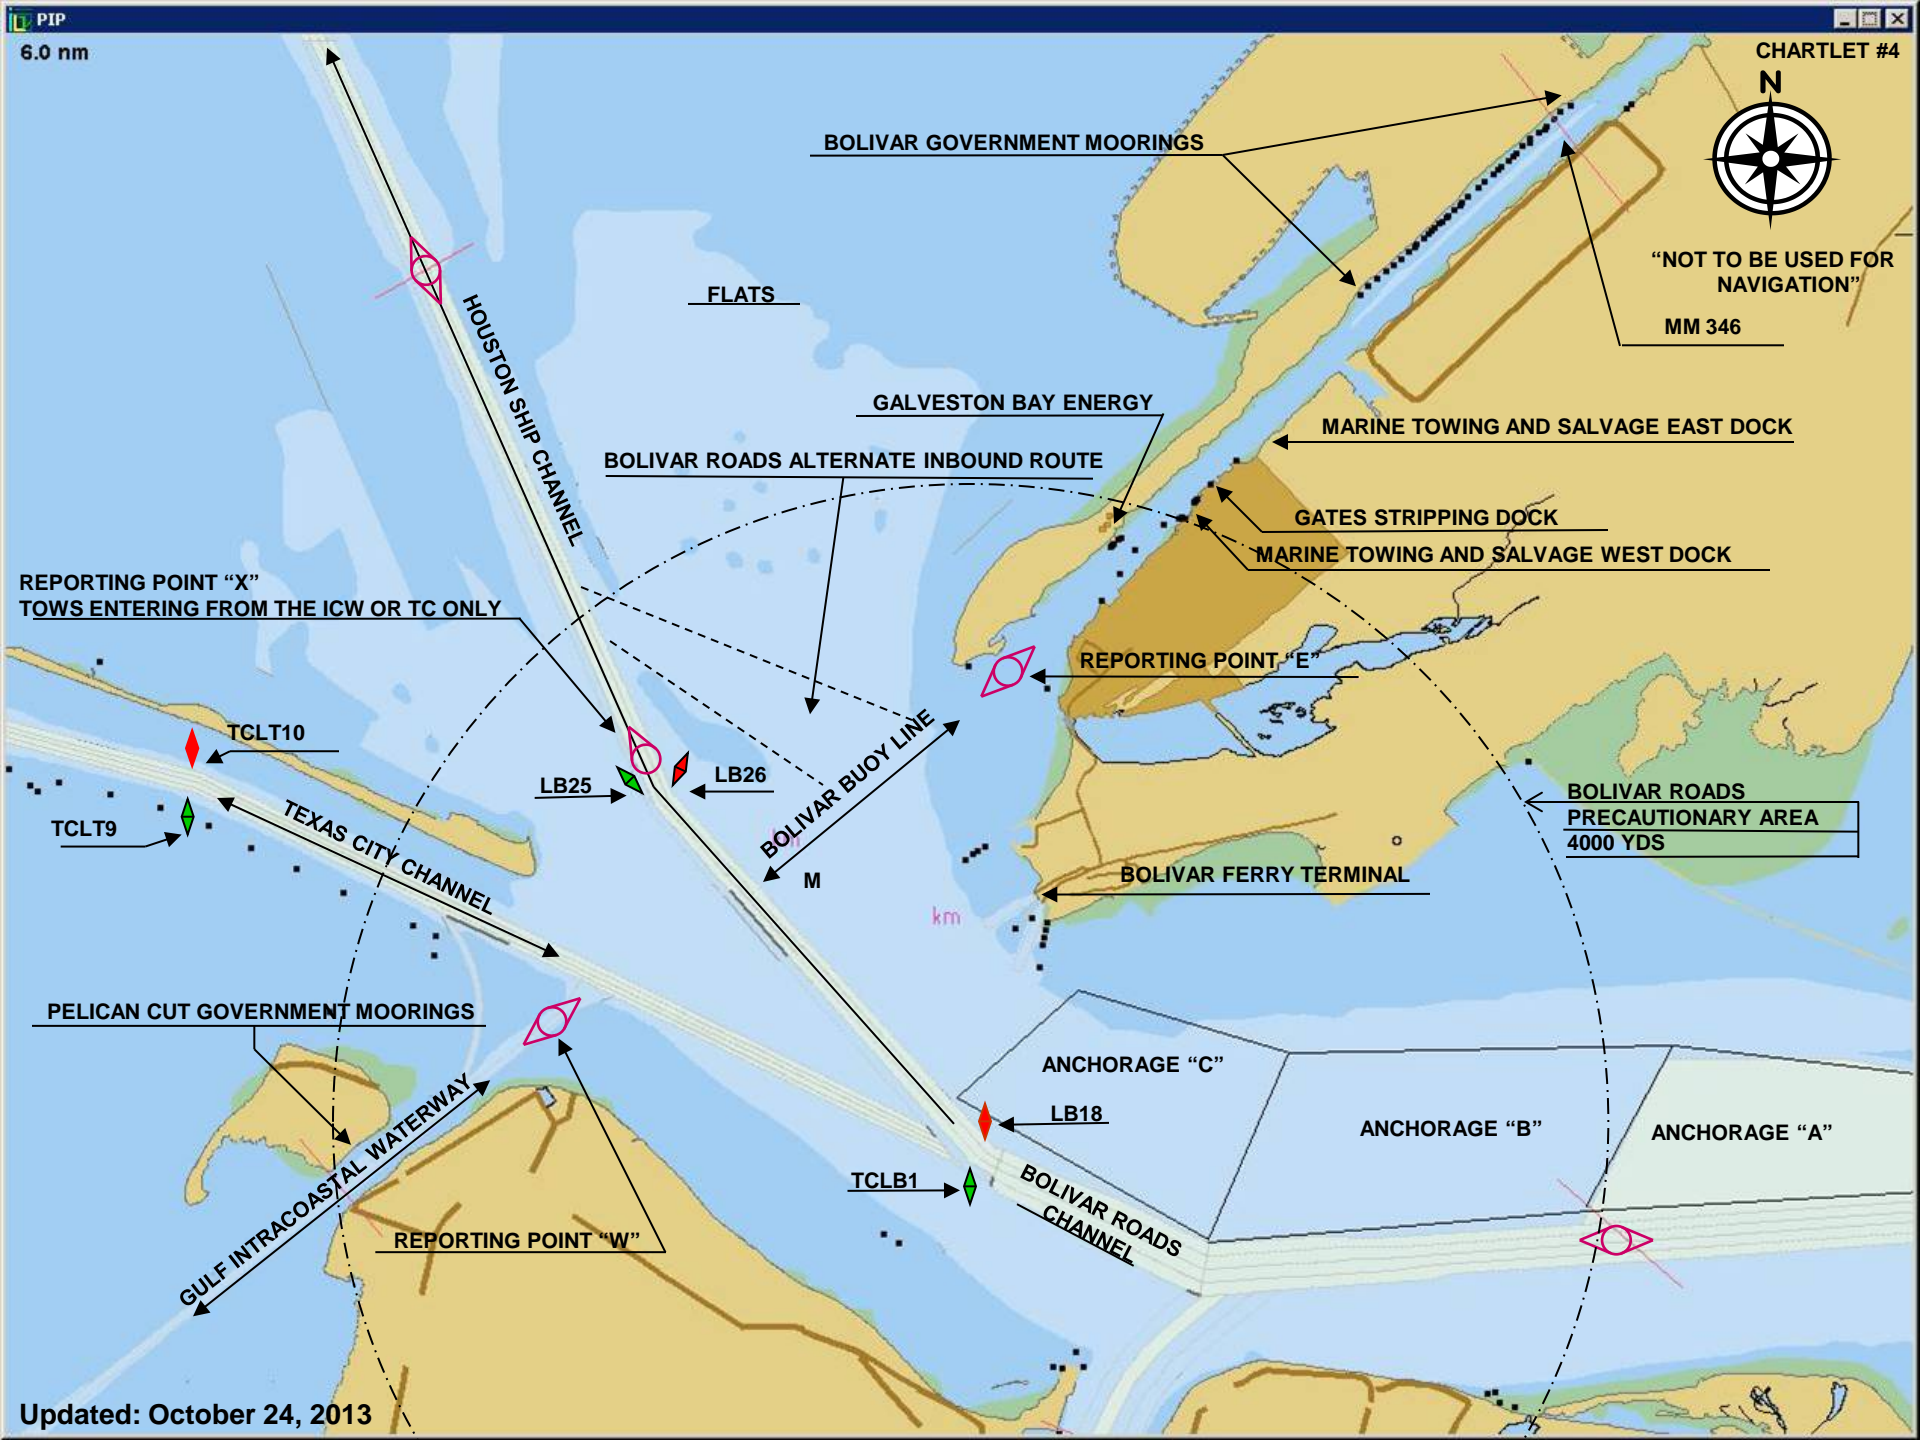 PIP
6.0 nm
CHARTLET #4
N
BOLIVAR GOVERNMENT MOORINGS
“NOT TO BE USED FOR
NAVIGATION”
FLATS
MM 346
HOUSTON SHIP CHANNEL
GALVESTON BAY ENERGY
MARINE TOWING AND SALVAGE EAST DOCK
BOLIVAR ROADS ALTERNATE INBOUND ROUTE
GATES STRIPPING DOCK
MARINE TOWING AND SALVAGE WEST DOCK
REPORTING POINT “X”
TOWS ENTERING FROM THE ICW OR TC ONLY
REPORTING POINT “E”
TCLT10
LB25
LB26
BOLIVAR BUOY LINE
BOLIVAR ROADS
PRECAUTIONARY AREA
4000 YDS
TCLT9
TEXAS CITY CHANNEL
M
BOLIVAR FERRY TERMINAL
km
PELICAN CUT GOVERNMENT MOORINGS
ANCHORAGE “C”
LB18
ANCHORAGE “B”
ANCHORAGE “A”
GULF INTRACOASTAL WATERWAY
TCLB1
BOLIVAR ROADS
CHANNEL
REPORTING POINT “W”
Updated: October 24, 2013